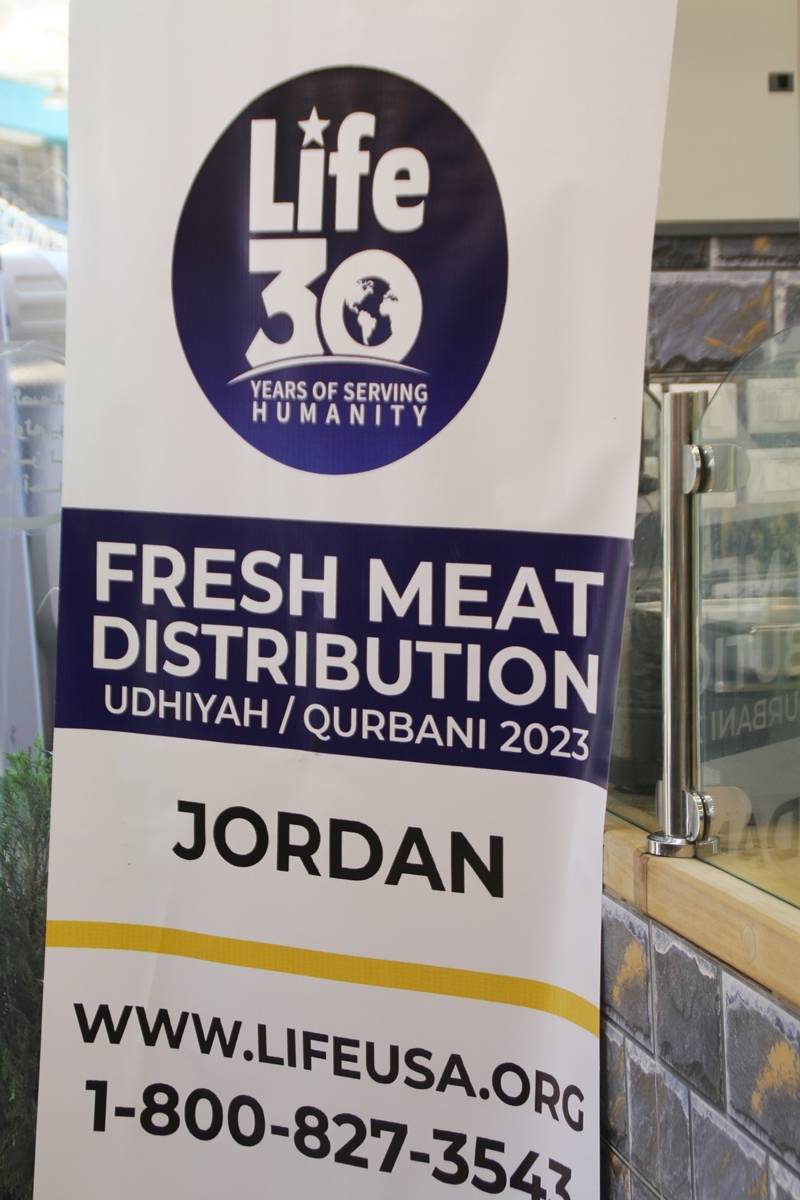 Life
30
YEARS OF SERVING
HUMANITY
FRESH MEAT
DISTRIBUTION
UDHIYAH / QURBANI 2023
JORDAN
WWW.LIFEUSA.ORG
1-800-827-3543